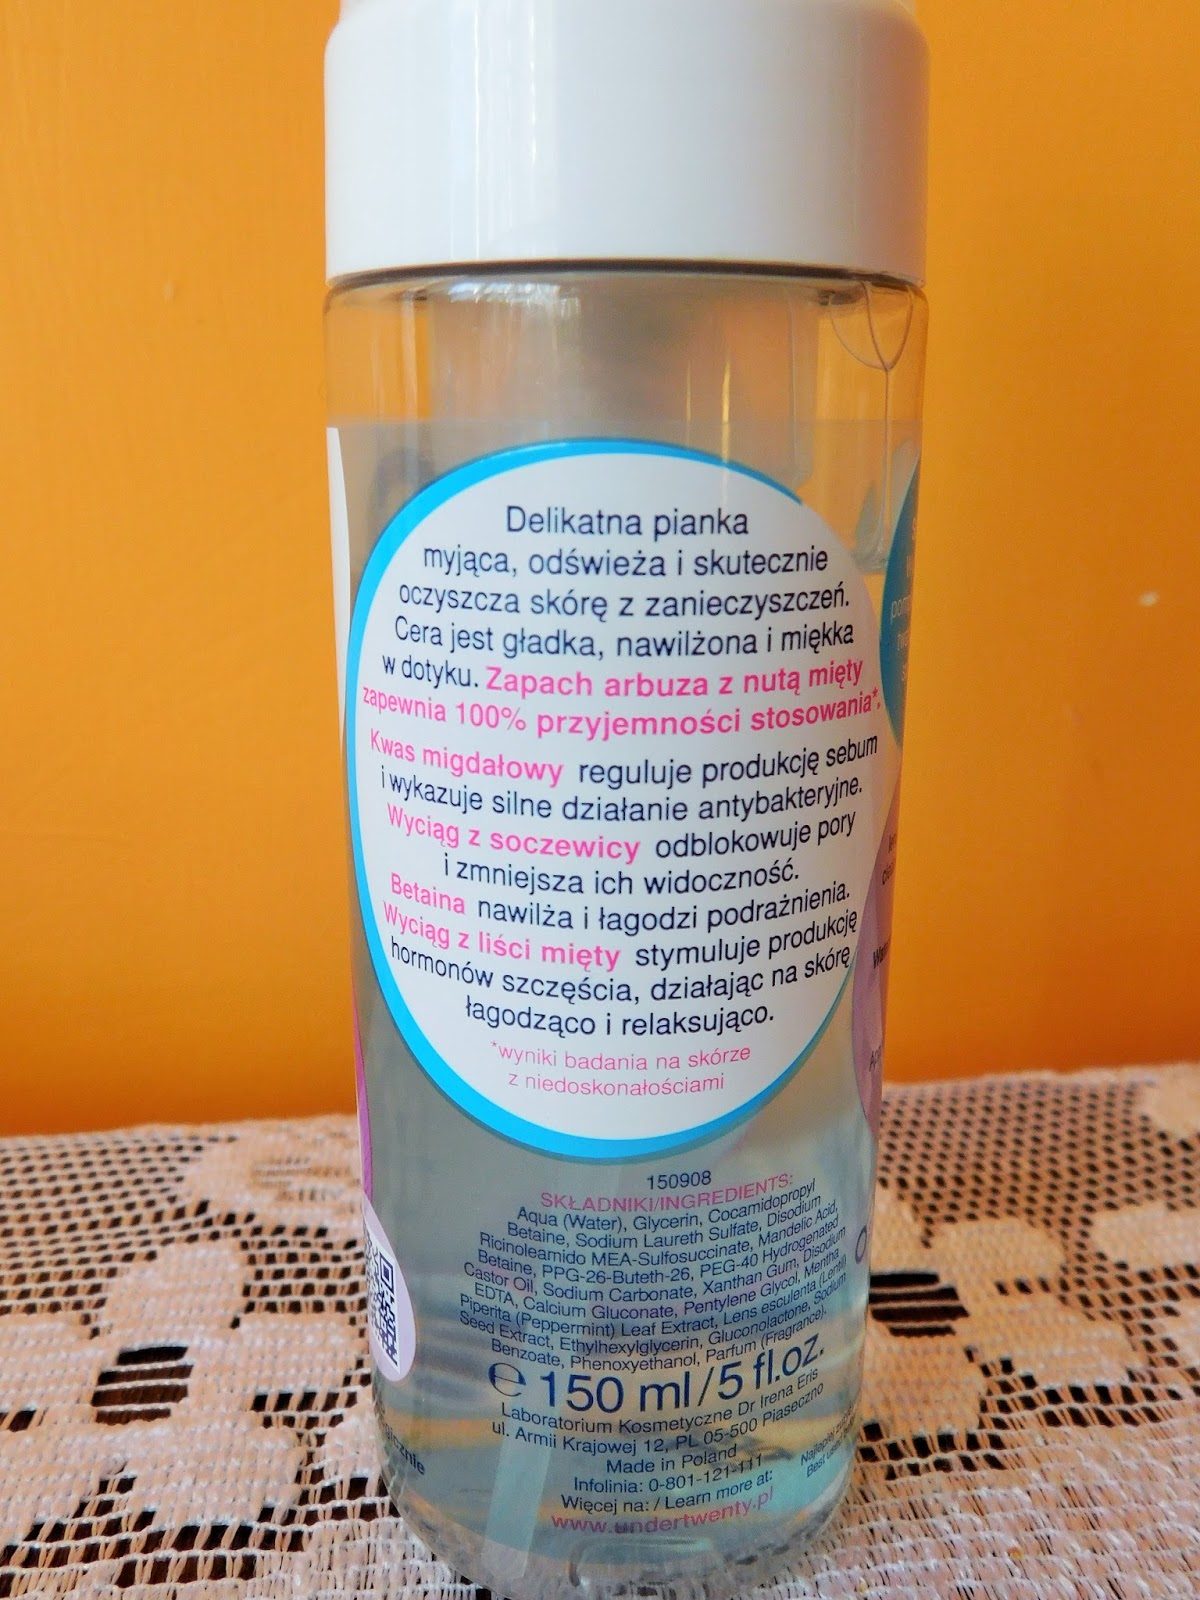 Delikatna pianka
myjąca, odświeża i skutecznie
oczyszcza skórę z zanieczyszczeń.
Cera jest gładka, nawilżona i miękka
w dotyku. Zapach arbuza z nutą mięty
zapewnia 100% przyjemności stosowania*.
Kwas migdałowy reguluje produkcję sebum
i wykazuje silne działanie antybakteryjne.
Wyciąg z soczewicy odblokowuje pory
i zmniejsza ich widoczność.
Betaina nawilża i łagodzi podrażnienia.
Wyciąg z liści mięty stymuluje produkcję
hormonów szczęścia, działając na skórę
łagodząco i relaksująco.
*wyniki badania na skórze
z niedoskonałościami
150908
SKŁADNIKI/INGREDIENTS:
Aqua (Water), Glycerin, Cocamidopropyl
Betaine, Sodium Laureth Sulfate, Disodium
Ricinoleamido MEA-Sulfosuccinate, Mandelic Acid,
Betaine, PPG-26-Buteth-26, PEG-40 Hydrogenated
Castor Oil, Sodium Carbonate, Xanthan Gum, Disodium
EDTA, Calcium Gluconate, Pentylene Glycol, Mentha
Piperita (Peppermint) Leaf Extract, Lens esculenta (Lentil)
Seed Extract, Ethylhexylglycerin, Gluconolactone, Sodium
Benzoate, Phenoxyethanol, Parfum (Fragrance).
e 150 ml/5 fl.oz.
Laboratorium Kosmetyczne Dr Irena Eris
ul. Armii Krajowej 12, PL 05-500 Piaseczno
Made in Poland
Infolinia: 0-801-121-111
Więcej na: / Learn more at:
www.undertwenty.pl